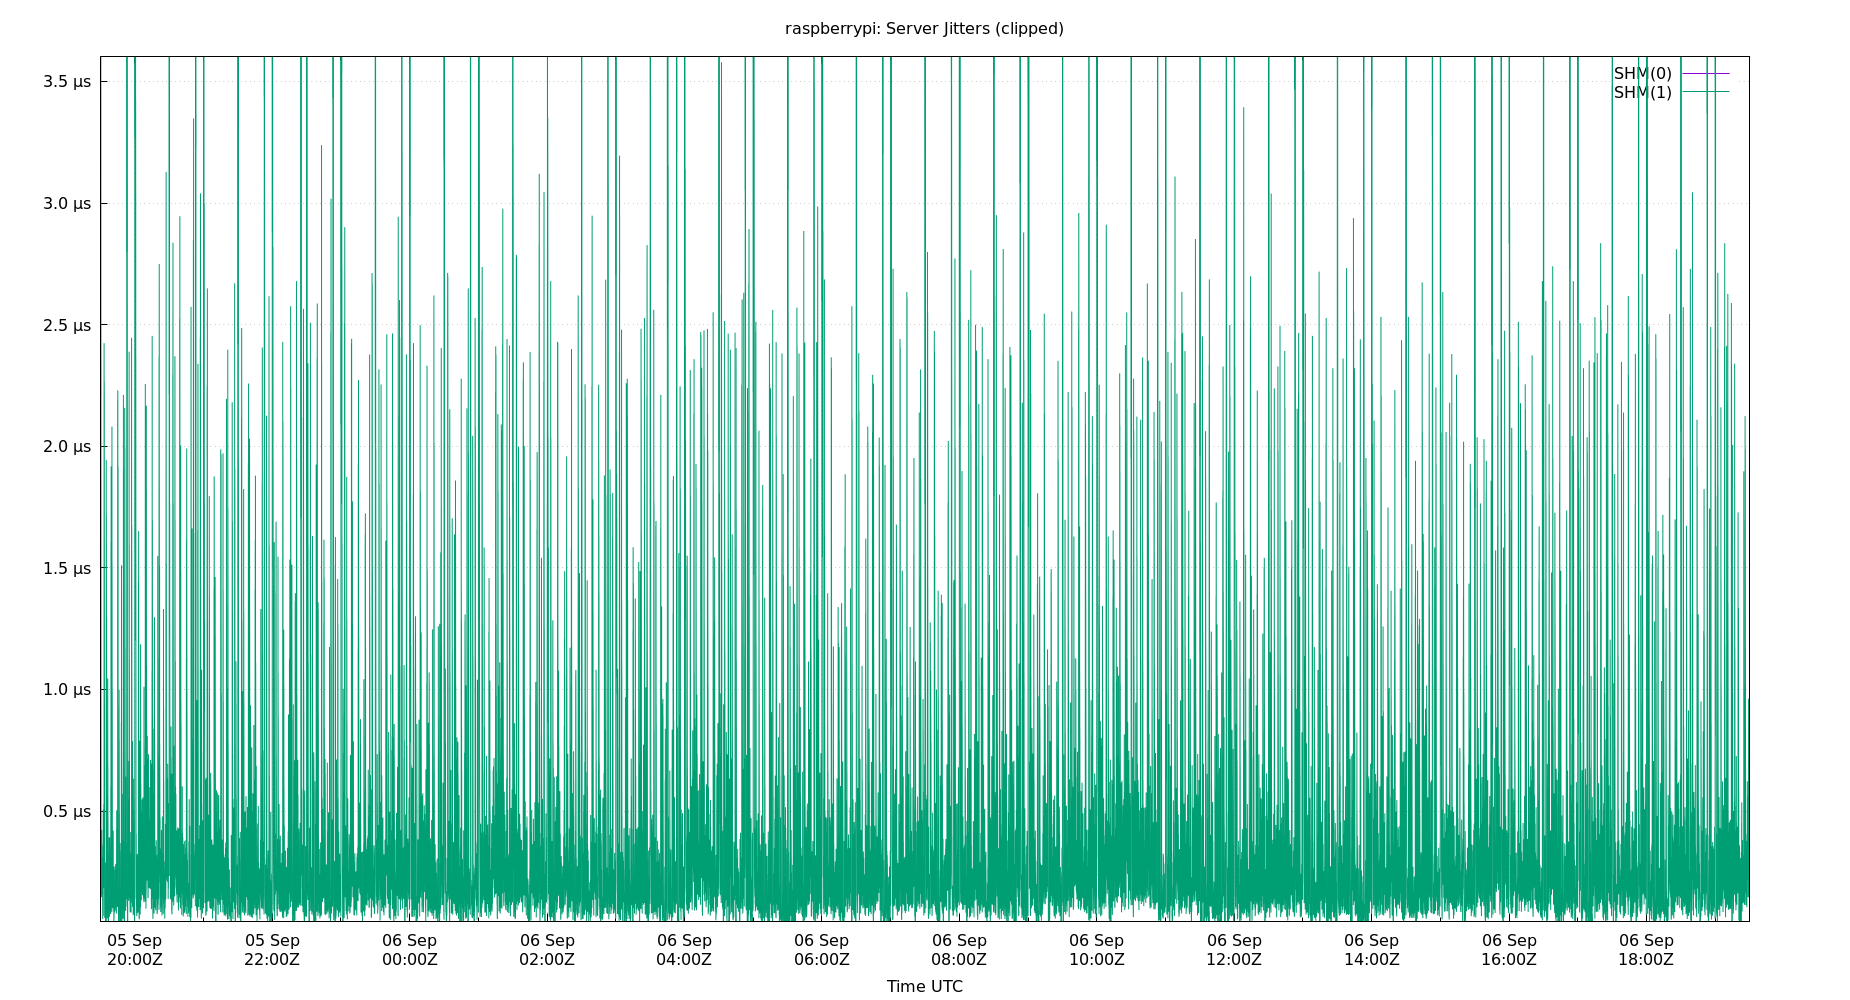 raspberrypi: Server Jitters (clipped)
SHM(0)
SHM(1)
3.5 µs
3.0 µs
2.5 µs
2.0 µs
1.5 µs
1.0 µs
0.5 µs
05 Sep 05 Sep 06 Sep 06 Sep 06 Sep 06 Sep 06 Sep 06 Sep 06 Sep 06 Sep 06 Sep 06 Sep
20:00Z 22:00Z 00:00Z 02:00Z 04:00Z 06:00Z 08:00Z 10:00Z 12:00Z 14:00Z 16:00Z 18:00Z
Time UTC